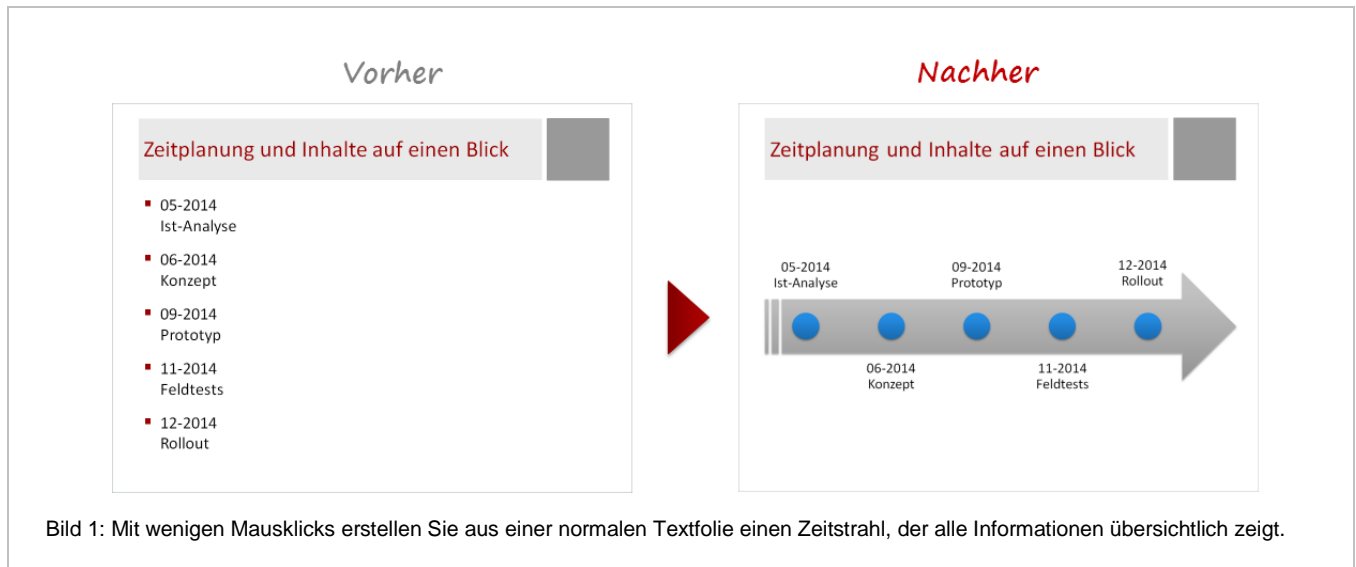 Vorher
Zeitplanung und Inhalte auf einen Blick
05-2014
Ist-Analyse
06-2014
Konzept
09-2014
Prototyp
11-2014
Feldtests
12-2014
Rollout
Nachher
Zeitplanung und Inhalte auf einen Blick
05-2014
Ist-Analyse
09-2014
Prototyp
12-2014
Rollout
06-2014
Konzept
11-2014
Feldtests
Bild 1: Mit wenigen Mausklicks erstellen Sie aus einer normalen Textfolie einen Zeitstrahl, der alle Informationen übersichtlich zeigt.